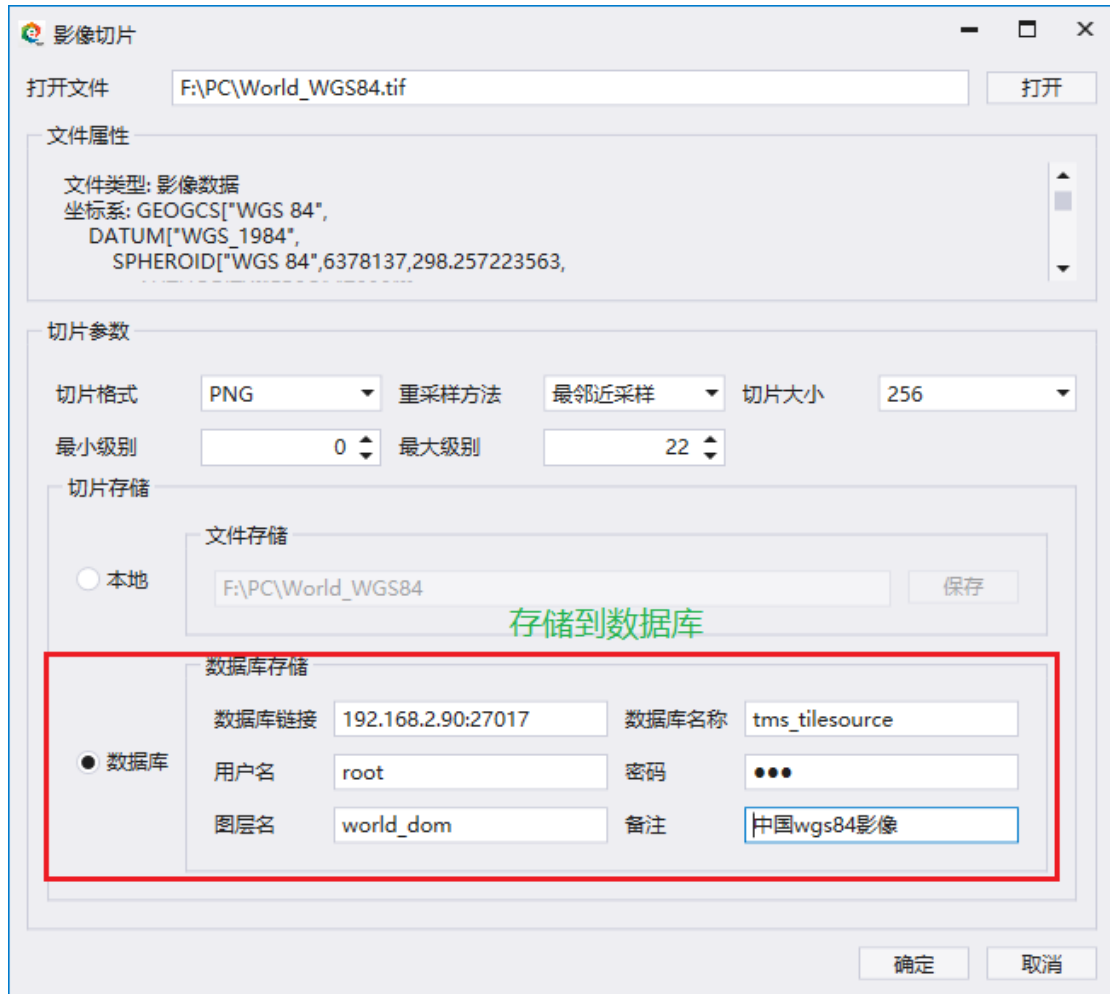 影像切片
打开文件 F:\PC\World_WGS84.tif 打开
文件属性
文件类型: 影像数据
坐标系: GEOGCS["WGS 84",
DATUM["WGS_1984",
SPHEROID["WGS 84",6378137,298.257223563,
切片参数
切片格式 PNG 重采样方法 最邻近采样 切片大小 256
最小级别 0 最大级别 22
切片存储
文件存储
本地 F:\PC\World_WGS84 保存
存储到数据库
数据库存储
数据库链接 192.168.2.90:27017 数据库名称 tms_tilesource
数据库 用户名 root 密码 ●●●
图层名 world_dom 备注 中国wgs84影像
确定 取消